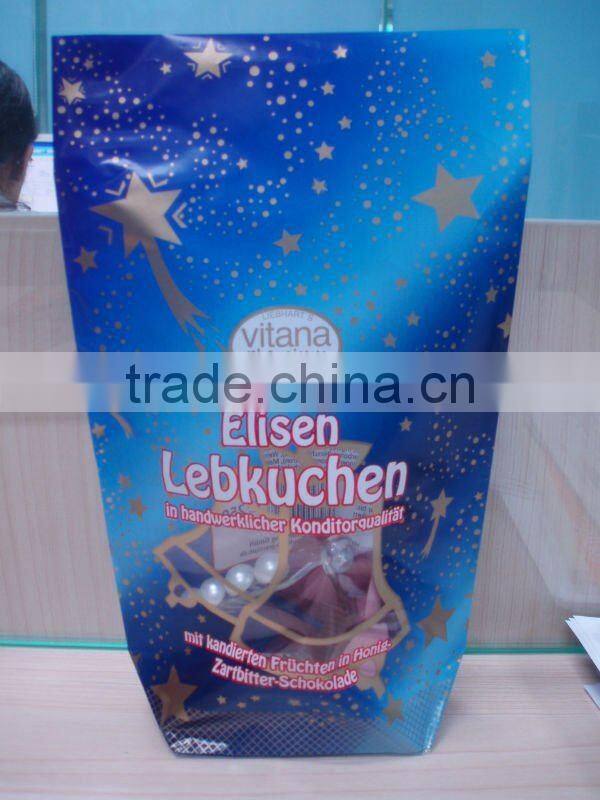 LIEBHART'S
vitana
trade.china.cn
Elisen
Lebkuchen
in handwerklicher Konditorqualität
mit kandierten Früchten in Honig-
Zartbitter-Schokolade